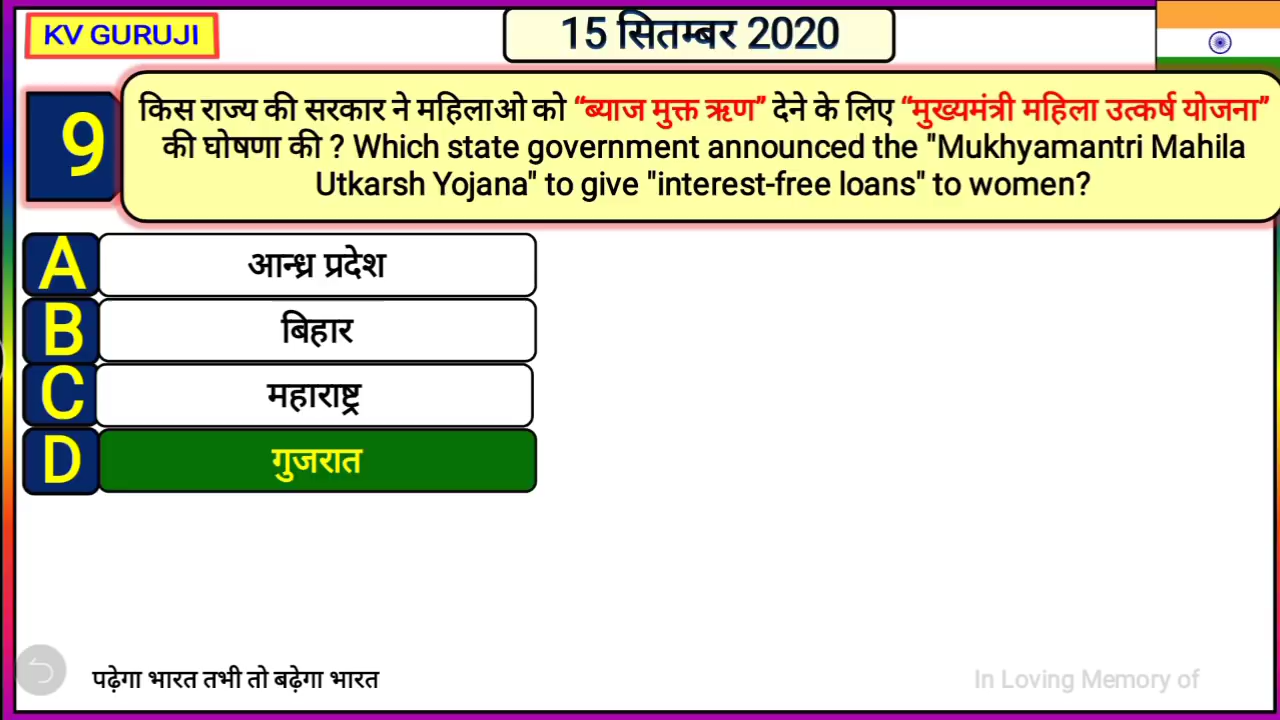 KV GURUJI
15 सितम्बर 2020
9
किस राज्य की सरकार ने महिलाओ को “ब्याज मुक्त ऋण” देने के लिए “मुख्यमंत्री महिला उत्कर्ष योजना”
की घोषणा की ? Which state government announced the "Mukhyamantri Mahila
Utkarsh Yojana" to give "interest-free loans" to women?
A आन्ध्र प्रदेश
B बिहार
C महाराष्ट्र
D गुजरात
पढ़ेगा भारत तभी तो बढ़ेगा भारत
In Loving Memory of